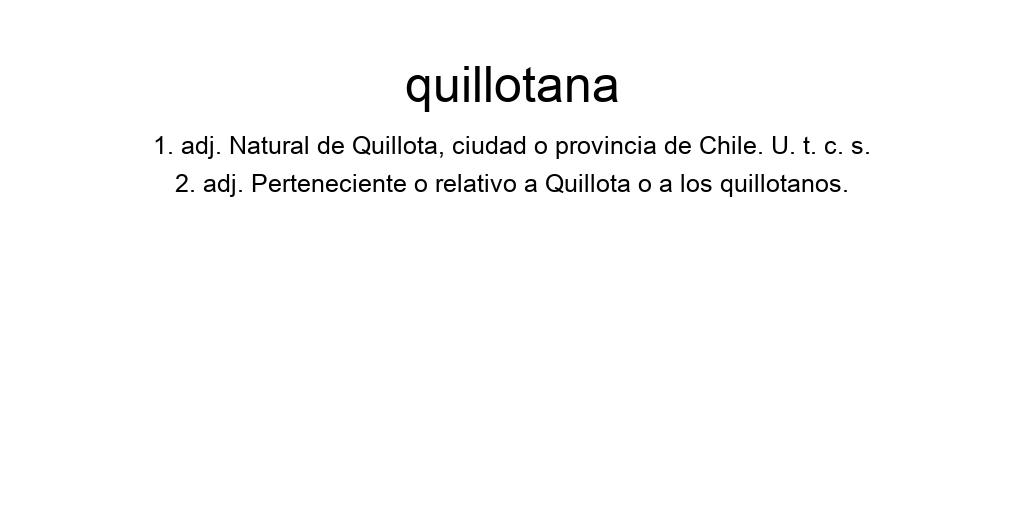 quillotana
1. adj. Natural de Quillota, ciudad o provincia de Chile. U. t. c. s.
2. adj. Perteneciente o relativo a Quillota o a los quillotanos.